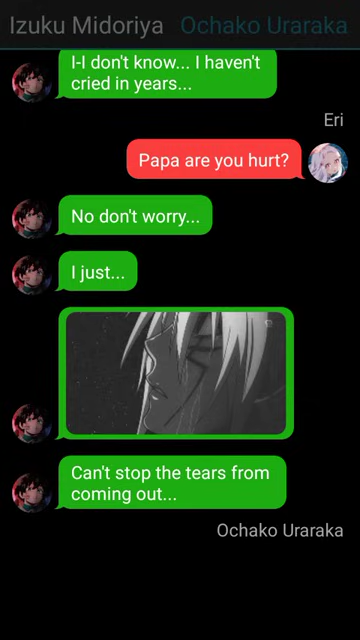 Izuku Midoriya Ochako Uraraka
I-I don't know... I haven't
cried in years...
Eri
Papa are you hurt?
No don't worry...
I just...
Can't stop the tears from
coming out...
Ochako Uraraka